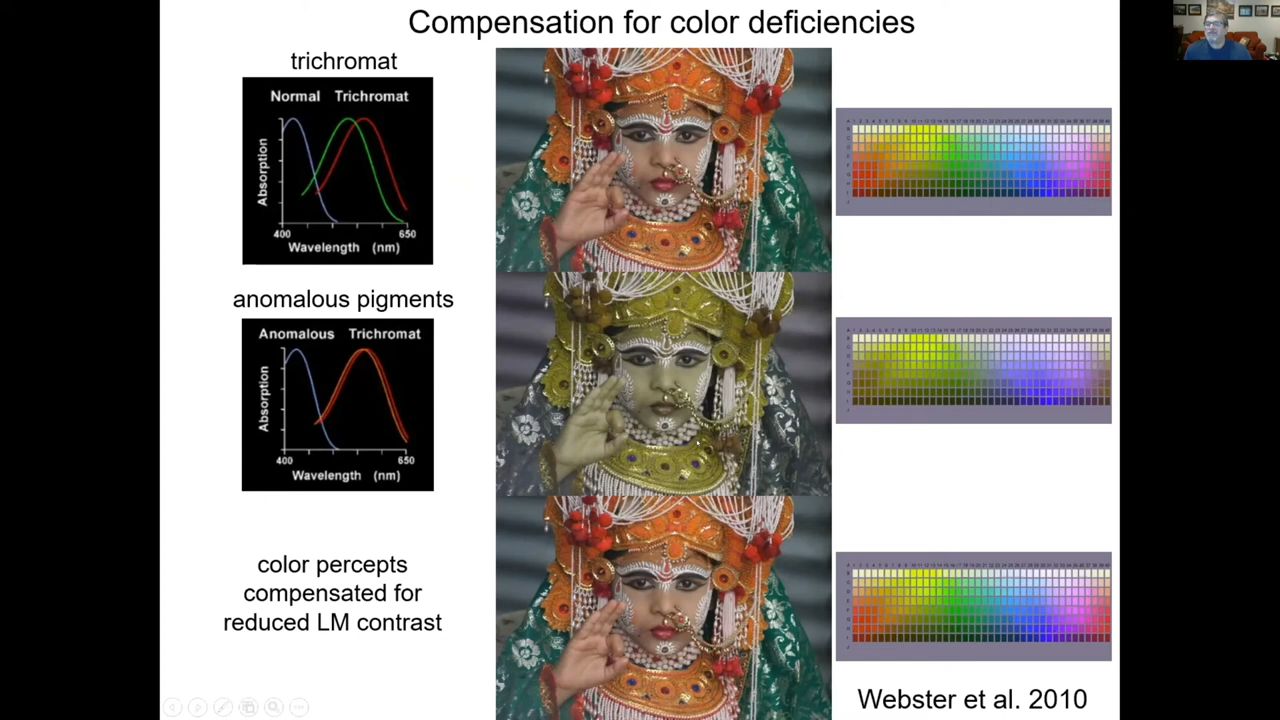 Compensation for color deficiencies
trichromat
Normal Trichromat
Absorption
400 650
Wavelength (nm)
anomalous pigments
Anomalous Trichromat
Absorption
400 650
Wavelength (nm)
color percepts
compensated for
reduced LM contrast
Webster et al. 2010